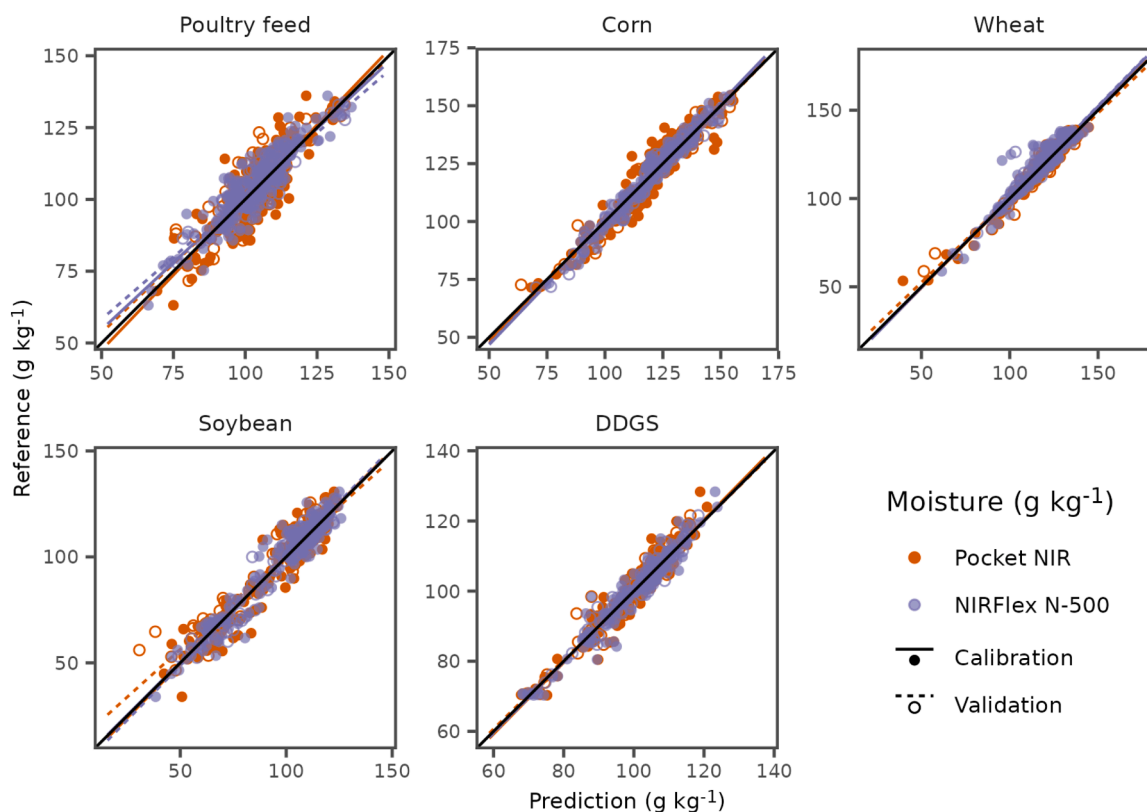 Poultry feed Corn Wheat
150
125
100
75
50
50 75 100 125 150
175
150
125
100
75
50
50 75 100 125 150 175
150
100
50
50 100 150
Reference (g kg-1)
Soybean DDGS
150
100
50
50 100 150
140
120
100
80
60
60 80 100 120 140
Prediction (g kg-1)
Moisture (g kg-1)
Pocket NIR
NIRFlex N-500
Calibration
Validation